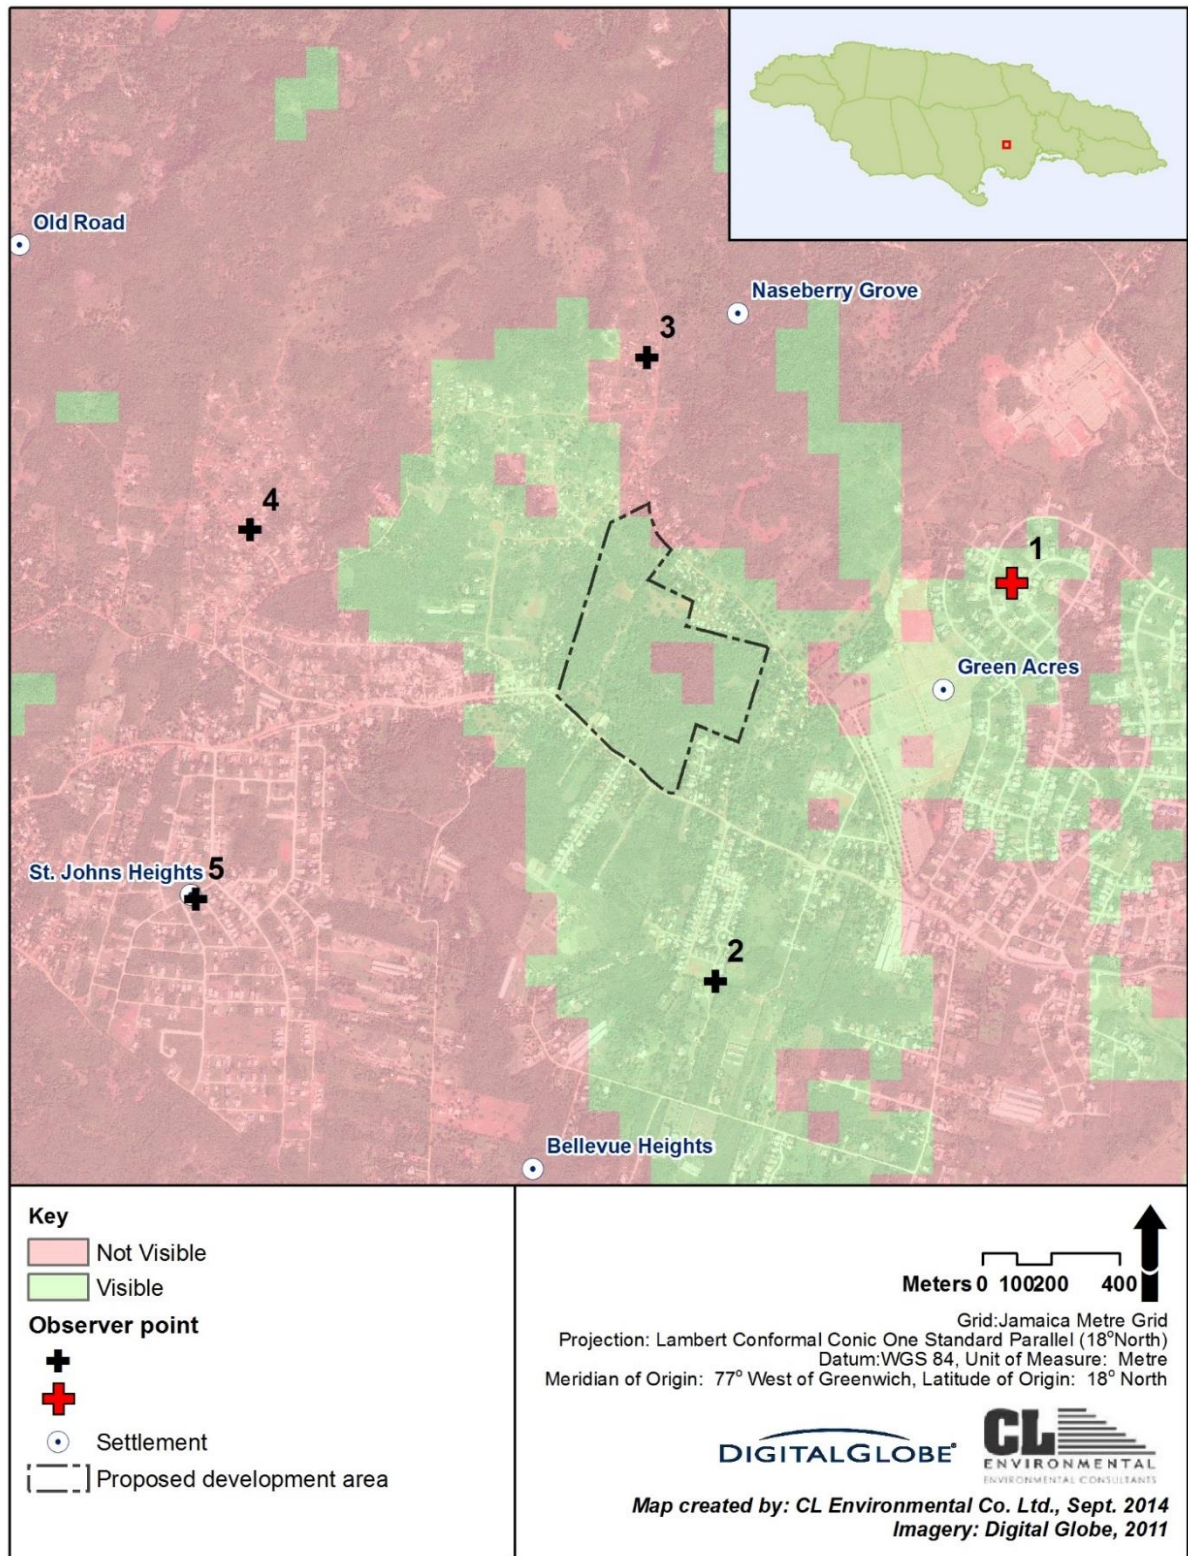 Old Road
Naseberry Grove
3
4
1
Green Acres
St. Johns Heights
5
2
Bellevue Heights
Key
Not Visible
Visible
Observer point
Settlement
Proposed development area
Meters 0 100200 400
Grid:Jamaica Metre Grid
Projection: Lambert Conformal Conic One Standard Parallel (18°North)
Datum:WGS 84, Unit of Measure: Metre
Meridian of Origin: 77° West of Greenwich, Latitude of Origin: 18° North
DIGITALGLOBE®
CL
ENVIRONMENTAL
ENVIRONMENTAL CONSULTANTS
Map created by: CL Environmental Co. Ltd., Sept. 2014
Imagery: Digital Globe, 2011